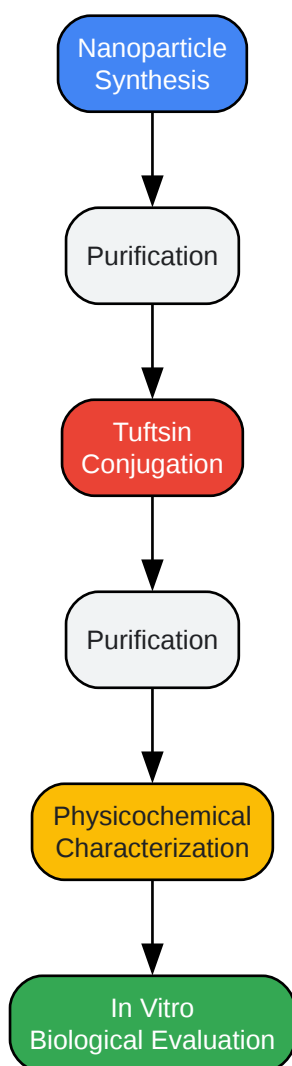 Nanoparticle
Synthesis
Purification
Tuftsin
Conjugation
Purification
Physicochemical
Characterization
In Vitro
Biological Evaluation